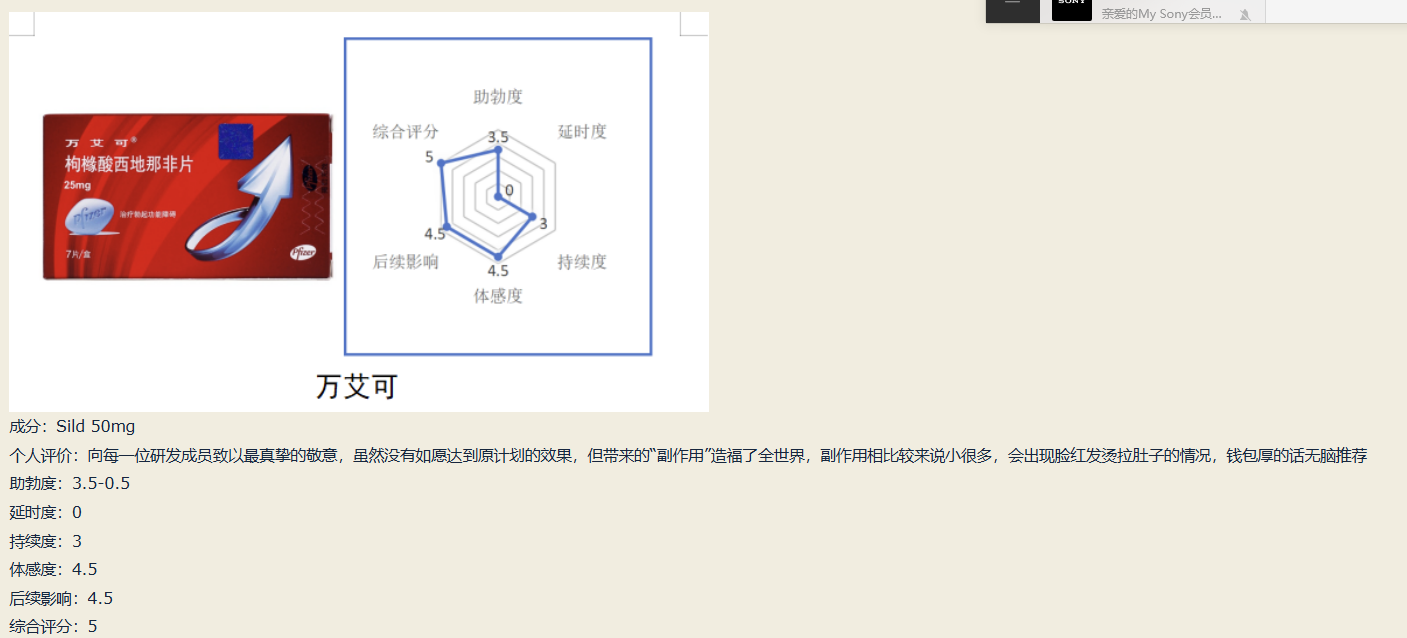 SONY
亲爱的My Sony会员...
助勃度
综合评分
延时度
3.5
5
0
3
4.5
4.5
后续影响
持续度
体感度
万艾可®
枸橼酸西地那非片
25mg
pfizer
治疗勃起功能障碍
7片/盒
Pfizer
万艾可
成分：Sild 50mg
个人评价：向每一位研发成员致以最真挚的敬意，虽然没有如愿达到原计划的效果，但带来的“副作用”造福了全世界，副作用相比较来说小很多，会出现脸红发烫拉肚子的情况，钱包厚的话无脑推荐
助勃度：3.5-0.5
延时度：0
持续度：3
体感度：4.5
后续影响：4.5
综合评分：5